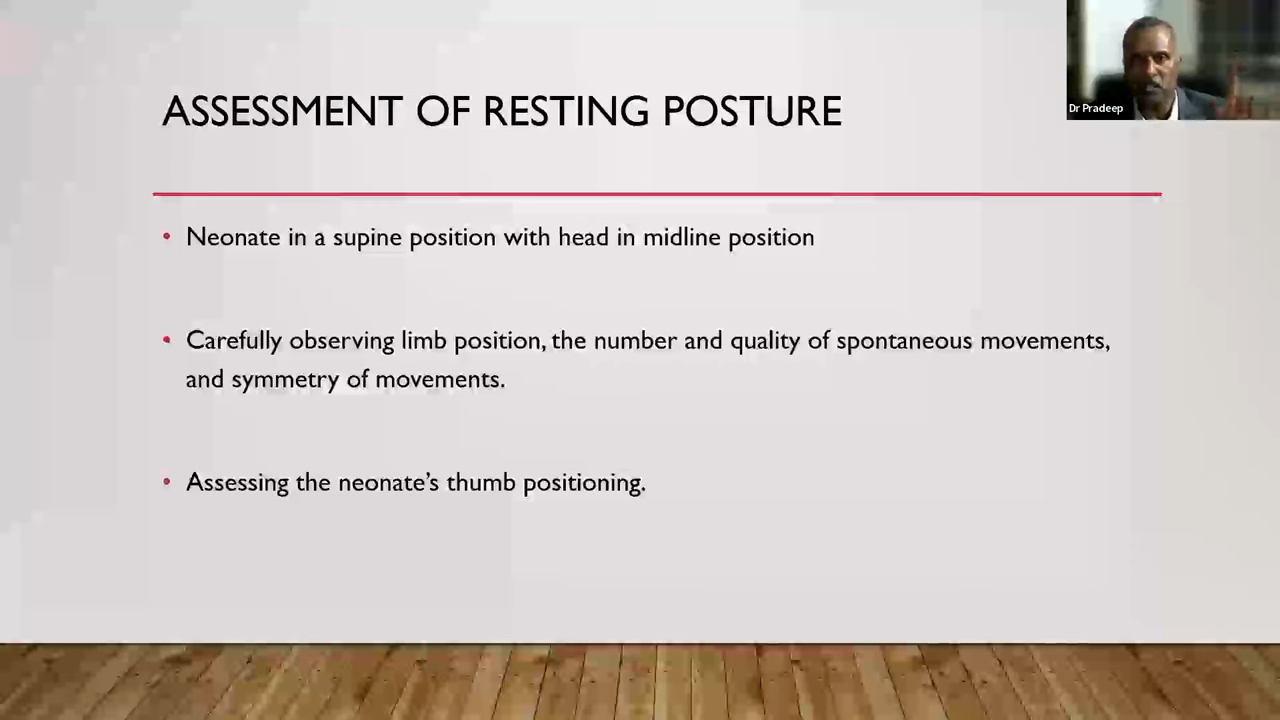 ASSESSMENT OF RESTING POSTURE
Dr Pradeep
• Neonate in a supine position with head in midline position
• Carefully observing limb position, the number and quality of spontaneous movements,
and symmetry of movements.
• Assessing the neonate’s thumb positioning.